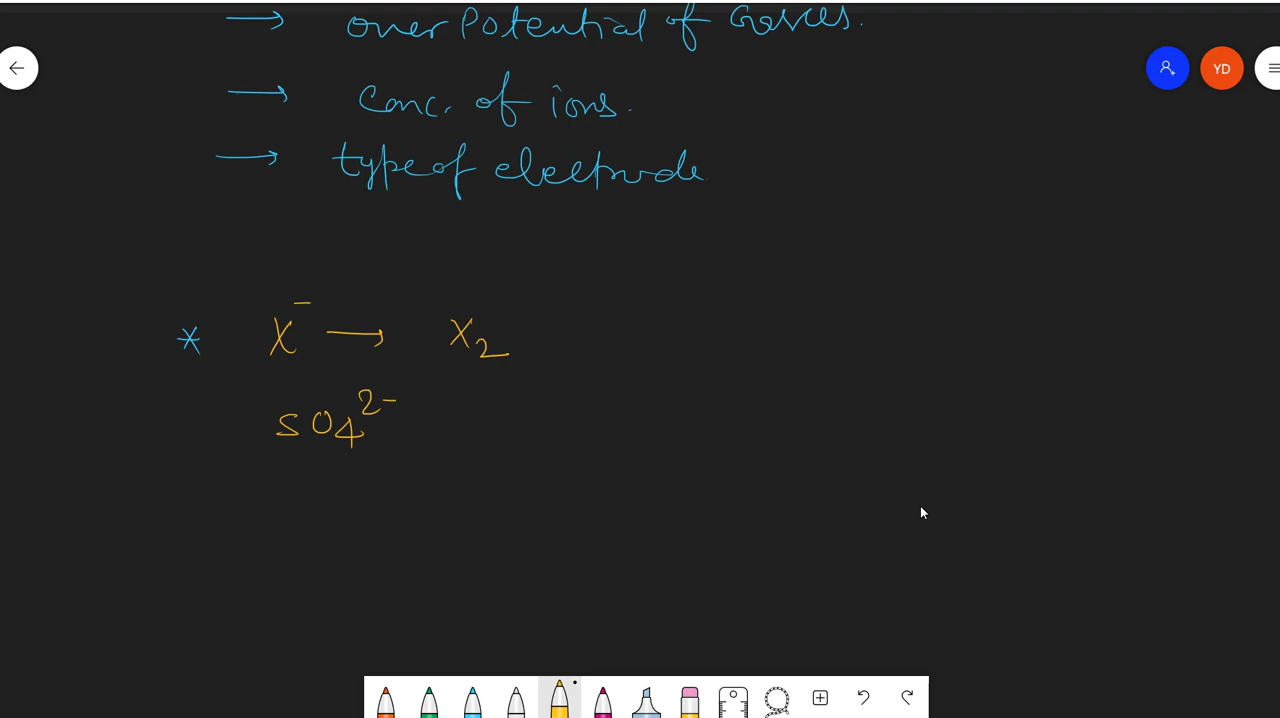 → over Potential of Gases.
→ Conc. of ions.
→ type of electrode
YD
* X⁻ → X₂
SO₄²⁻